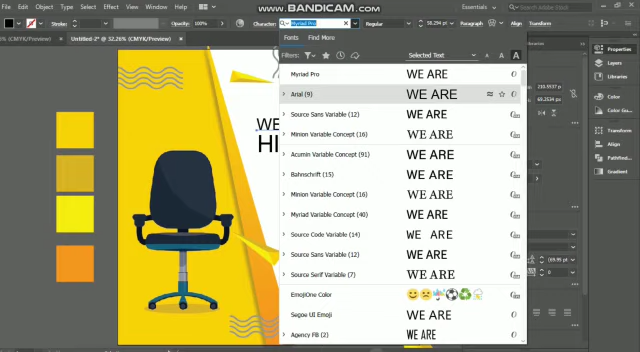 WWW.BANDICAM.COM
File Edit Object Type Select Effect View Window Help
Essentials
Stroke: Opacity: 100% Character: Myriad Pro Regular Paragraph: Align Transform
(CMYK/Preview) × Untitled-2* @ 32.26% (CMYK/Preview) ×
Fonts Find More
Filters: Selected Text
Myriad Pro WE ARE
Arial (9) WE ARE
Source Sans Variable (12) WE ARE
Minion Variable Concept (16) WE ARE
Acumin Variable Concept (91) WE ARE
Bahnschrift (15) WE ARE
Minion Variable Concept (16) WE ARE
Myriad Variable Concept (40) WE ARE
Source Code Variable (14) WE ARE
Source Sans Variable (12) WE ARE
Source Serif Variable (7) WE ARE
EmojiOne Color
Segoe UI Emoji WE ARE
Agency FB (2) WE ARE
WE
HI
Properties
Layers
Libraries
Color
Color Gu...
Transform
Align
Pathfin...
Gradient